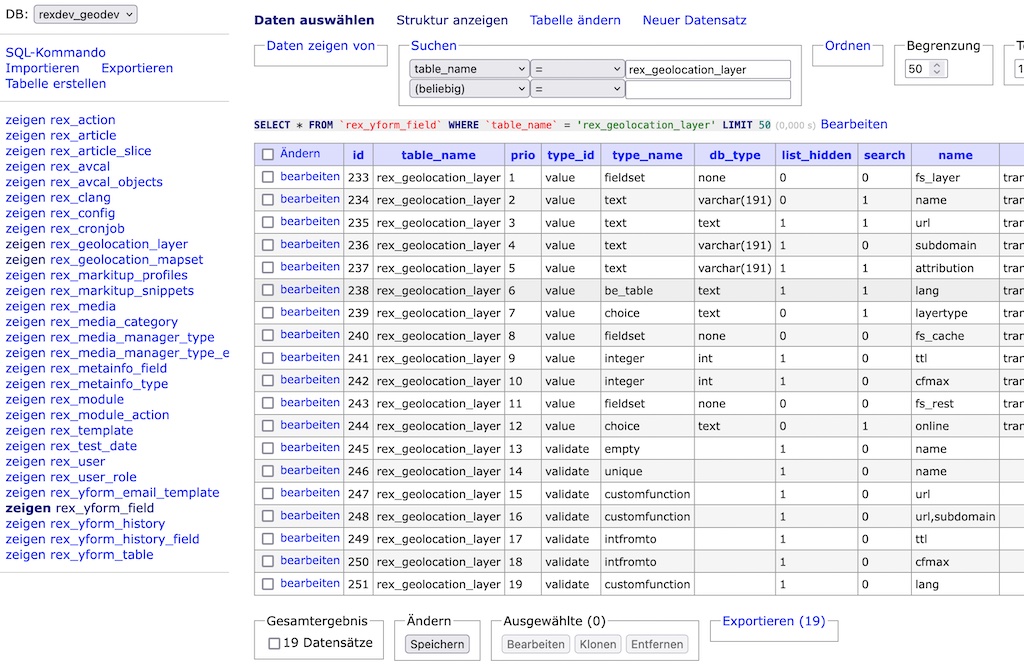 DB: rexdev_geodev
SQL-Kommando
Importieren Exportieren
Tabelle erstellen
zeigen rex_action
zeigen rex_article
zeigen rex_article_slice
zeigen rex_avcal
zeigen rex_avcal_objects
zeigen rex_clang
zeigen rex_config
zeigen rex_cronjob
zeigen rex_geolocation_layer
zeigen rex_geolocation_mapset
zeigen rex_markitup_profiles
zeigen rex_markitup_snippets
zeigen rex_media
zeigen rex_media_category
zeigen rex_media_manager_type
zeigen rex_media_manager_type_e
zeigen rex_metainfo_field
zeigen rex_metainfo_type
zeigen rex_module
zeigen rex_module_action
zeigen rex_template
zeigen rex_test_date
zeigen rex_user
zeigen rex_user_role
zeigen rex_yform_email_template
zeigen rex_yform_field
zeigen rex_yform_history
zeigen rex_yform_history_field
zeigen rex_yform_table
Daten auswählen Struktur anzeigen Tabelle ändern Neuer Datensatz
Daten zeigen von Suchen Ordnen Begrenzung
table_name = rex_geolocation_layer 50
(beliebig) =
SELECT * FROM `rex_yform_field` WHERE `table_name` = 'rex_geolocation_layer' LIMIT 50 (0,000 s) Bearbeiten
Ändern id table_name prio type_id type_name db_type list_hidden search name
bearbeiten 233 rex_geolocation_layer 1 value fieldset none 0 0 fs_layer tran
bearbeiten 234 rex_geolocation_layer 2 value text varchar(191) 0 1 name tran
bearbeiten 235 rex_geolocation_layer 3 value text text 1 1 url tran
bearbeiten 236 rex_geolocation_layer 4 value text varchar(191) 1 0 subdomain tran
bearbeiten 237 rex_geolocation_layer 5 value text varchar(191) 1 1 attribution tran
bearbeiten 238 rex_geolocation_layer 6 value be_table text 1 1 lang tran
bearbeiten 239 rex_geolocation_layer 7 value choice text 0 1 layertype tran
bearbeiten 240 rex_geolocation_layer 8 value fieldset none 0 0 fs_cache tran
bearbeiten 241 rex_geolocation_layer 9 value integer int 1 0 ttl tran
bearbeiten 242 rex_geolocation_layer 10 value integer int 1 0 cfmax tran
bearbeiten 243 rex_geolocation_layer 11 value fieldset none 0 0 fs_rest tran
bearbeiten 244 rex_geolocation_layer 12 value choice text 0 1 online tran
bearbeiten 245 rex_geolocation_layer 13 validate empty 1 0 name
bearbeiten 246 rex_geolocation_layer 14 validate unique 1 0 name
bearbeiten 247 rex_geolocation_layer 15 validate customfunction 1 0 url
bearbeiten 248 rex_geolocation_layer 16 validate customfunction 1 0 url,subdomain
bearbeiten 249 rex_geolocation_layer 17 validate intfromto 1 0 ttl
bearbeiten 250 rex_geolocation_layer 18 validate intfromto 1 0 cfmax
bearbeiten 251 rex_geolocation_layer 19 validate customfunction 1 0 lang
Gesamtergebnis Ändern Ausgewählte (0) Exportieren (19)
19 Datensätze Speichern Bearbeiten Klonen Entfernen